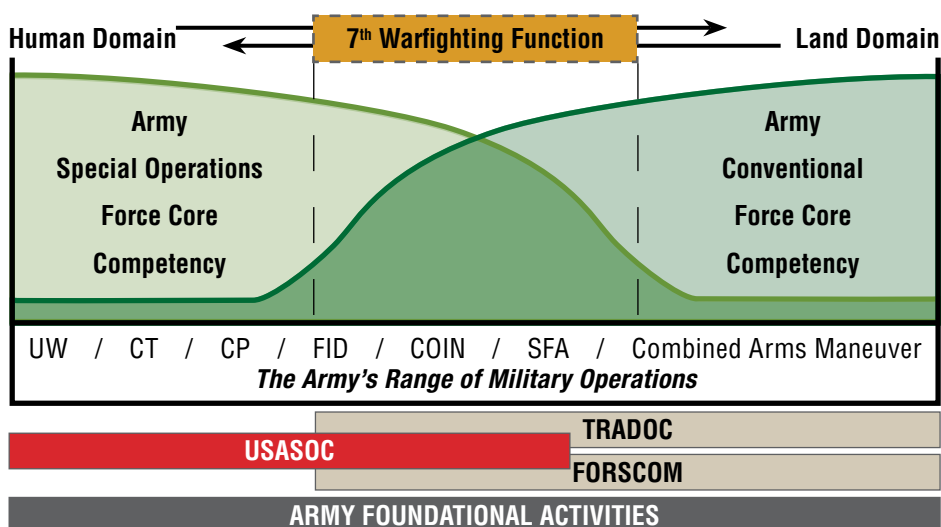 Human Domain
7th Warfighting Function
Land Domain
Army
Special Operations
Force Core
Competency
Army
Conventional
Force Core
Competency
UW / CT / CP / FID / COIN / SFA / Combined Arms Maneuver
The Army's Range of Military Operations
TRADOC
USASOC
FORSCOM
ARMY FOUNDATIONAL ACTIVITIES